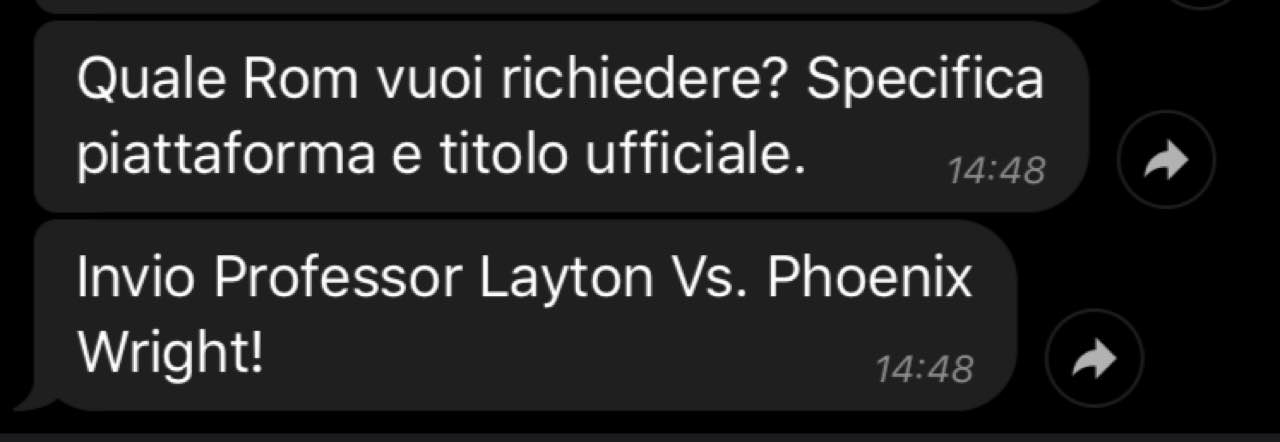 Quale Rom vuoi richiedere? Specifica
piattaforma e titolo ufficiale.
14:48
Invio Professor Layton Vs. Phoenix
Wright!
14:48